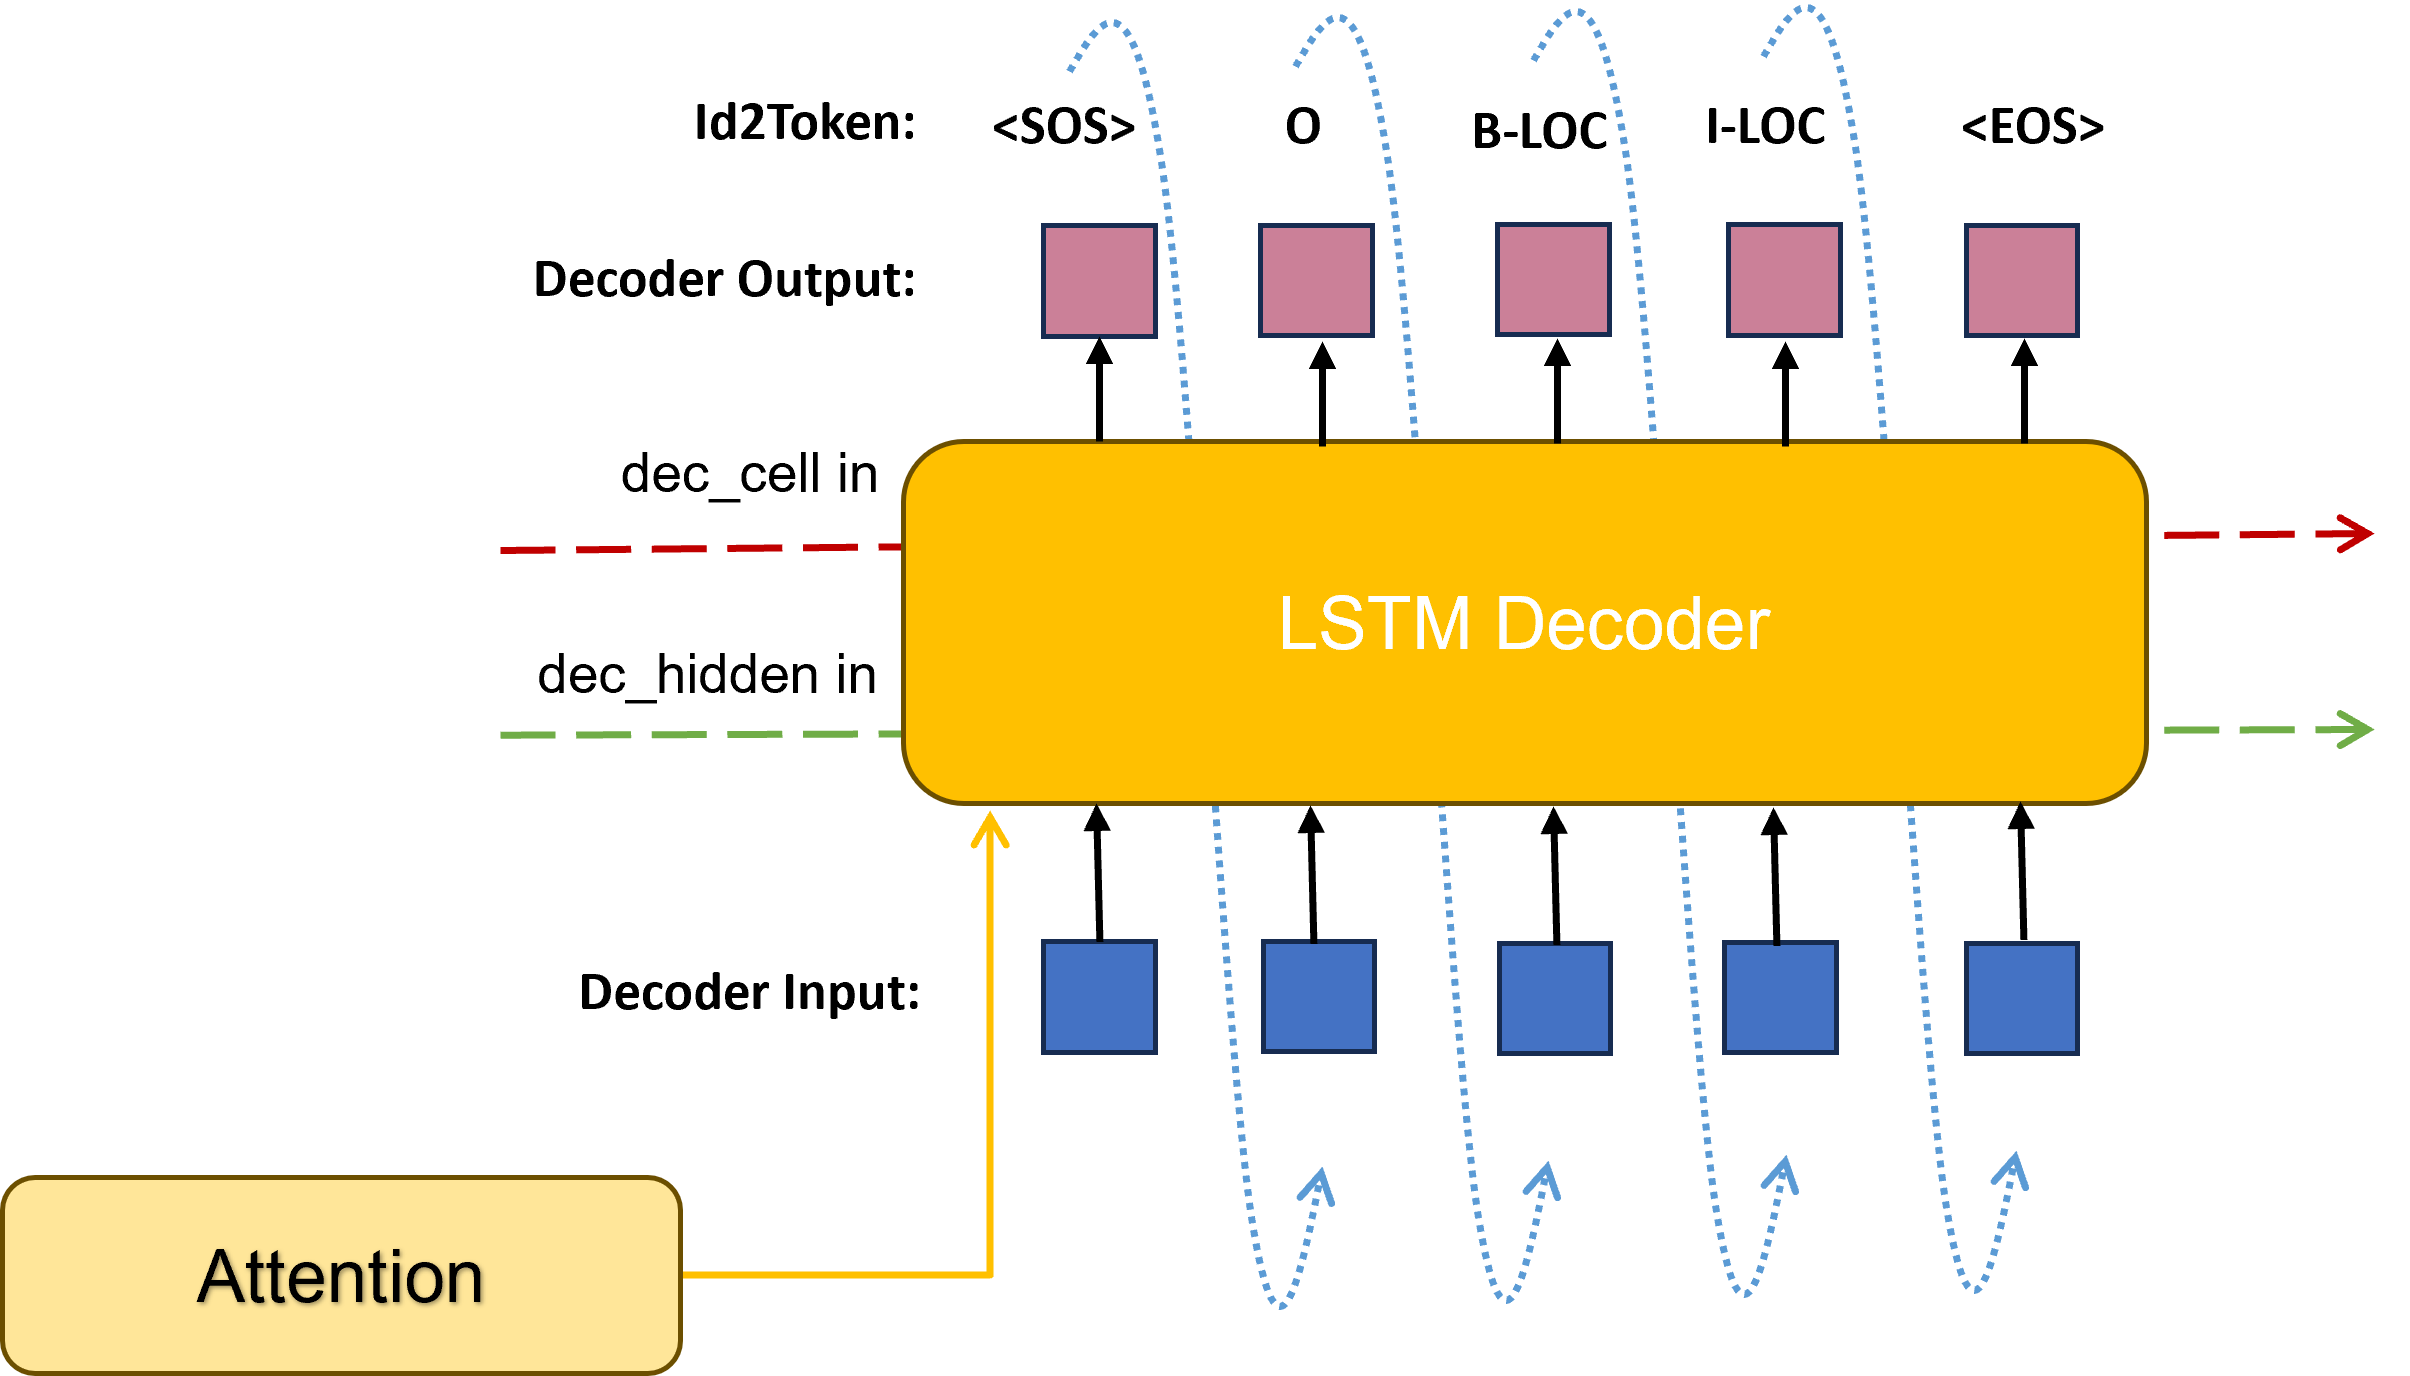 Id2Token: <SOS> O B-LOC I-LOC <EOS>
Decoder Output:
dec_cell in
LSTM Decoder
dec_hidden in
Decoder Input:
Attention